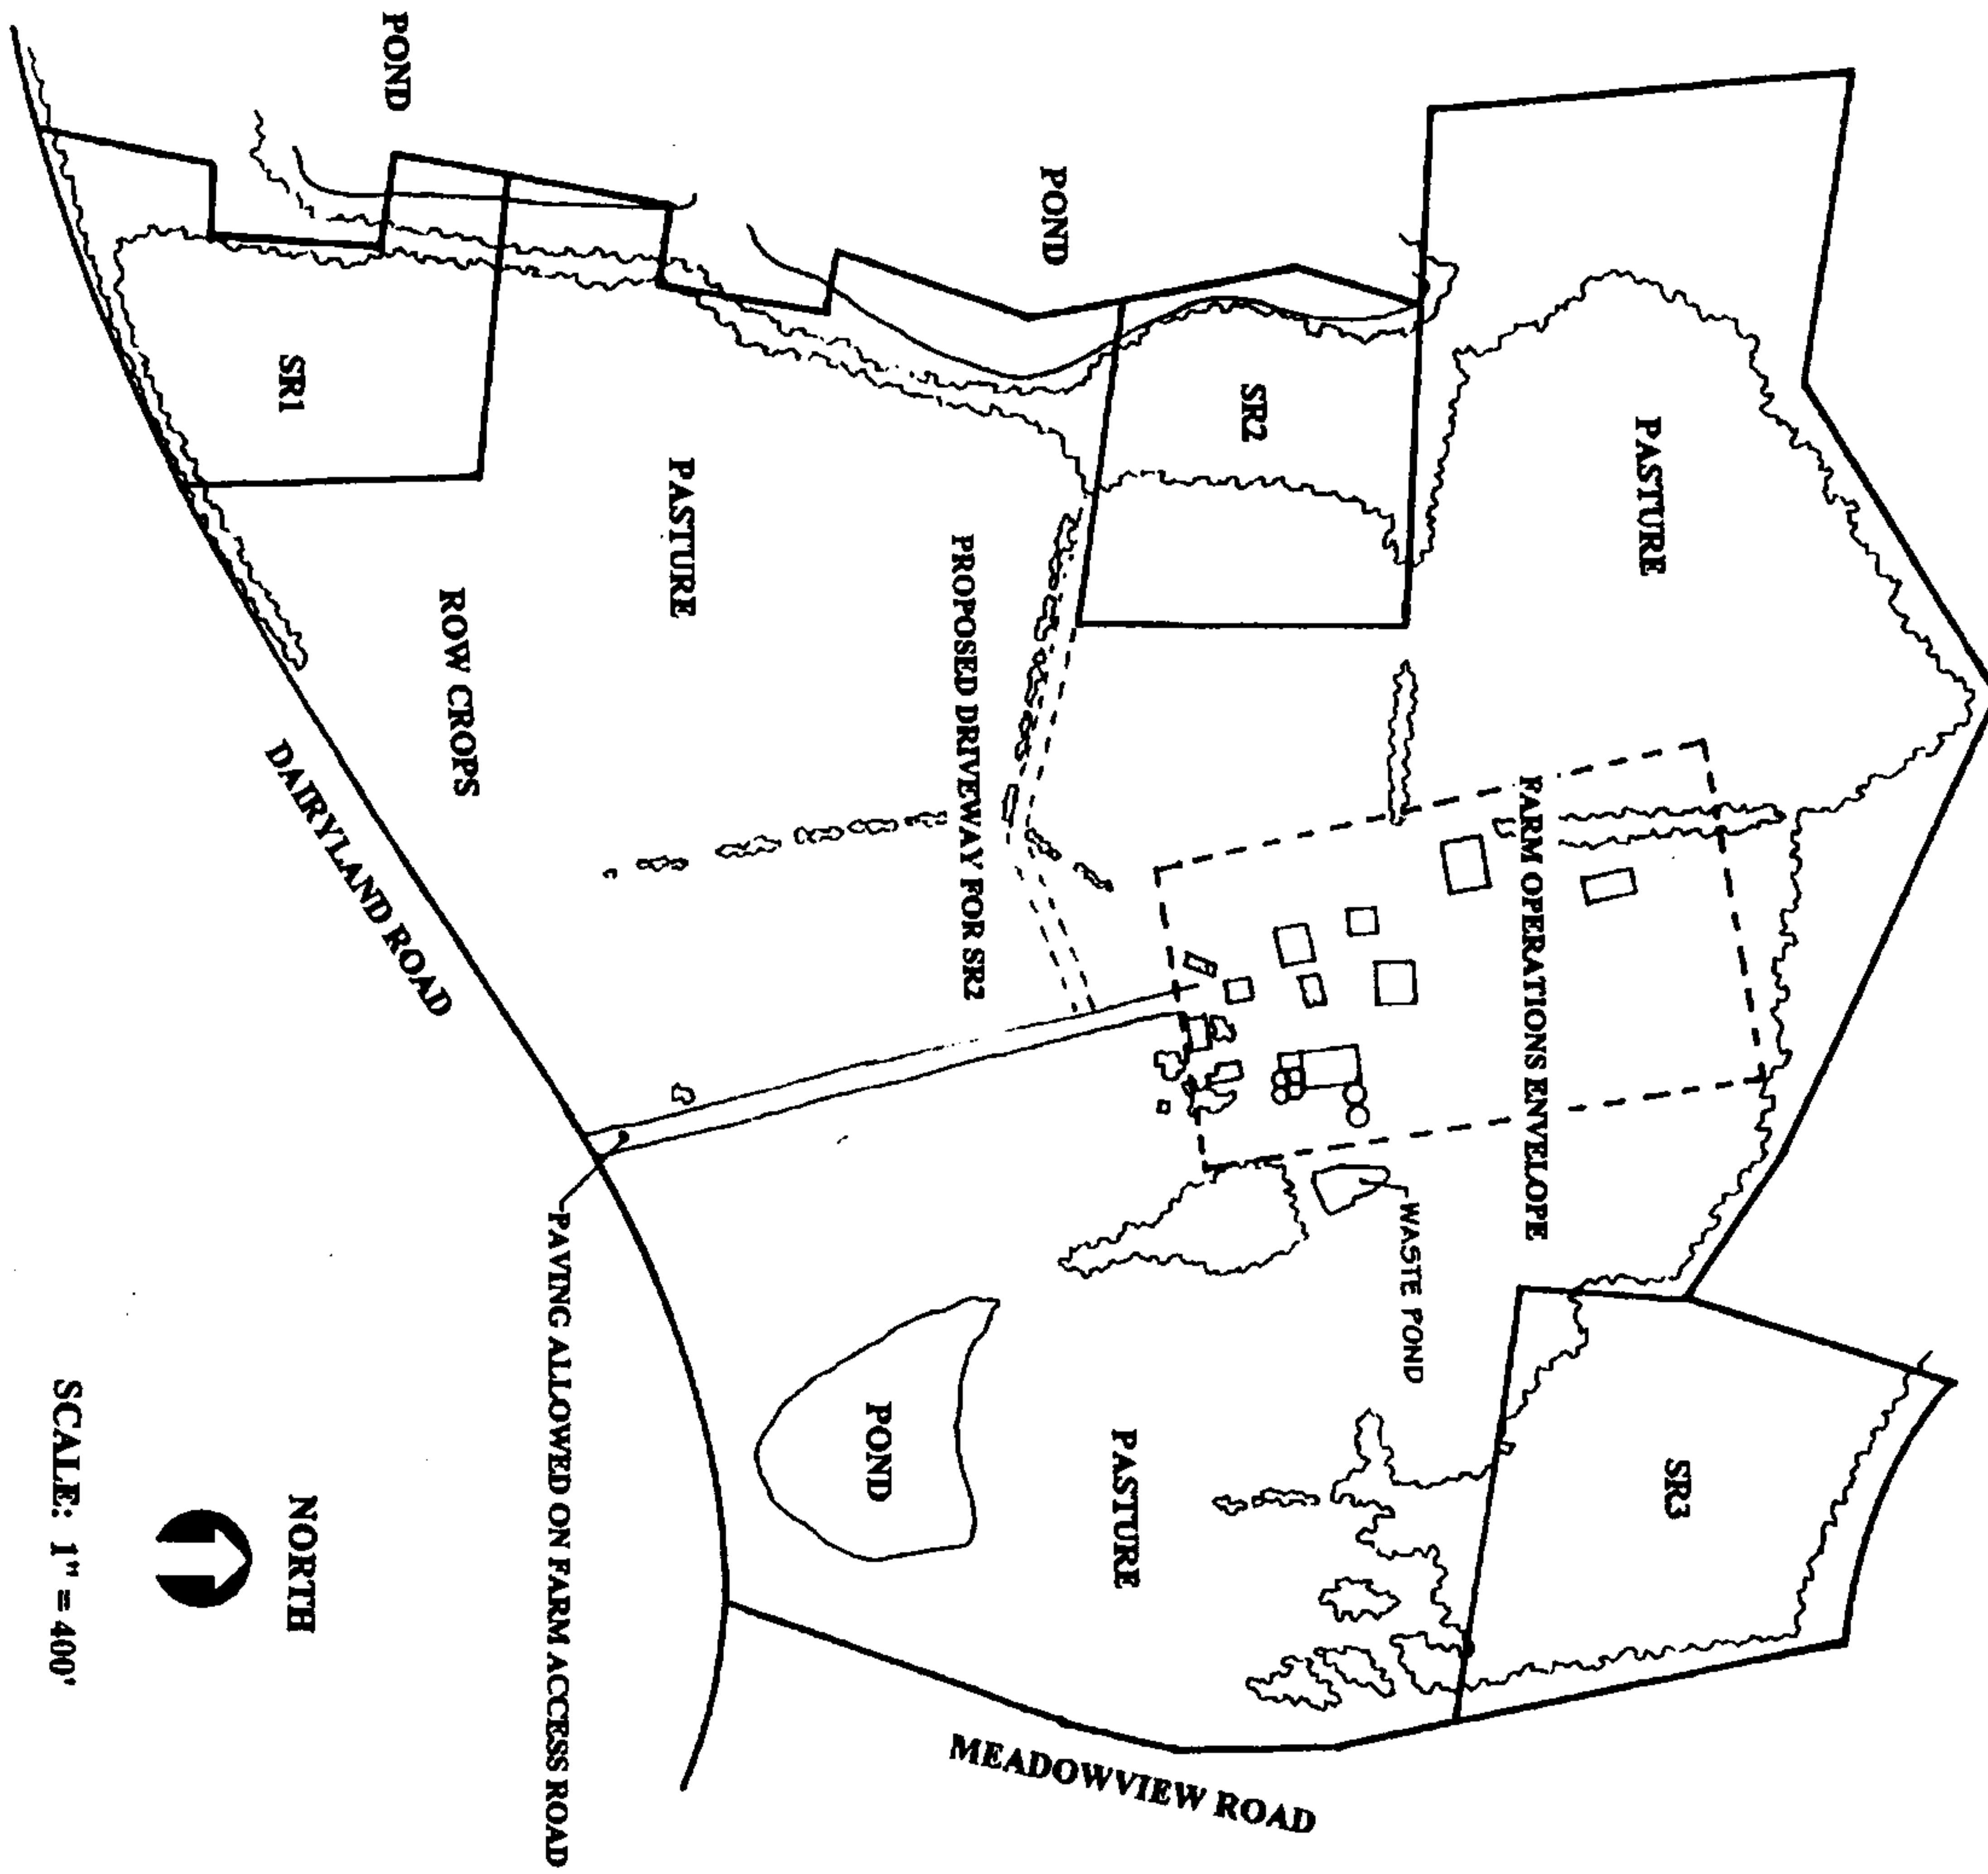 POND
POND
PASTURE
SR2
SR1
PASTURE
PROPOSED DRIVEWAY FOR SR2
ROW CROPS
DAIRYLAND ROAD
FARM OPERATIONS ENVELOPE
WASTE POND
PAVING ALLOWED ON FARM ACCESS ROAD
POND
PASTURE
SR3
MEADOWVIEW ROAD
NORTH
SCALE: 1" = 400'